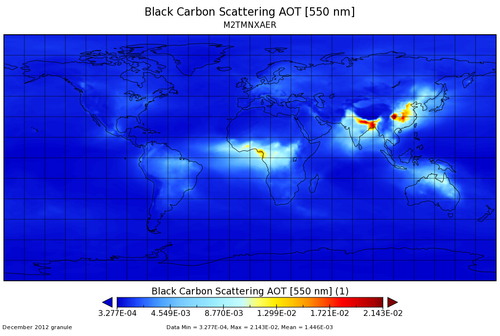 Black Carbon Scattering AOT [550 nm]
M2TMNXAER
Black Carbon Scattering AOT [550 nm] (1)
3.277E-04 4.549E-03 8.770E-03 1.299E-02 1.721E-02 2.143E-02
December 2012 granule Data Min = 3.277E-04, Max = 2.143E-02, Mean = 1.446E-03